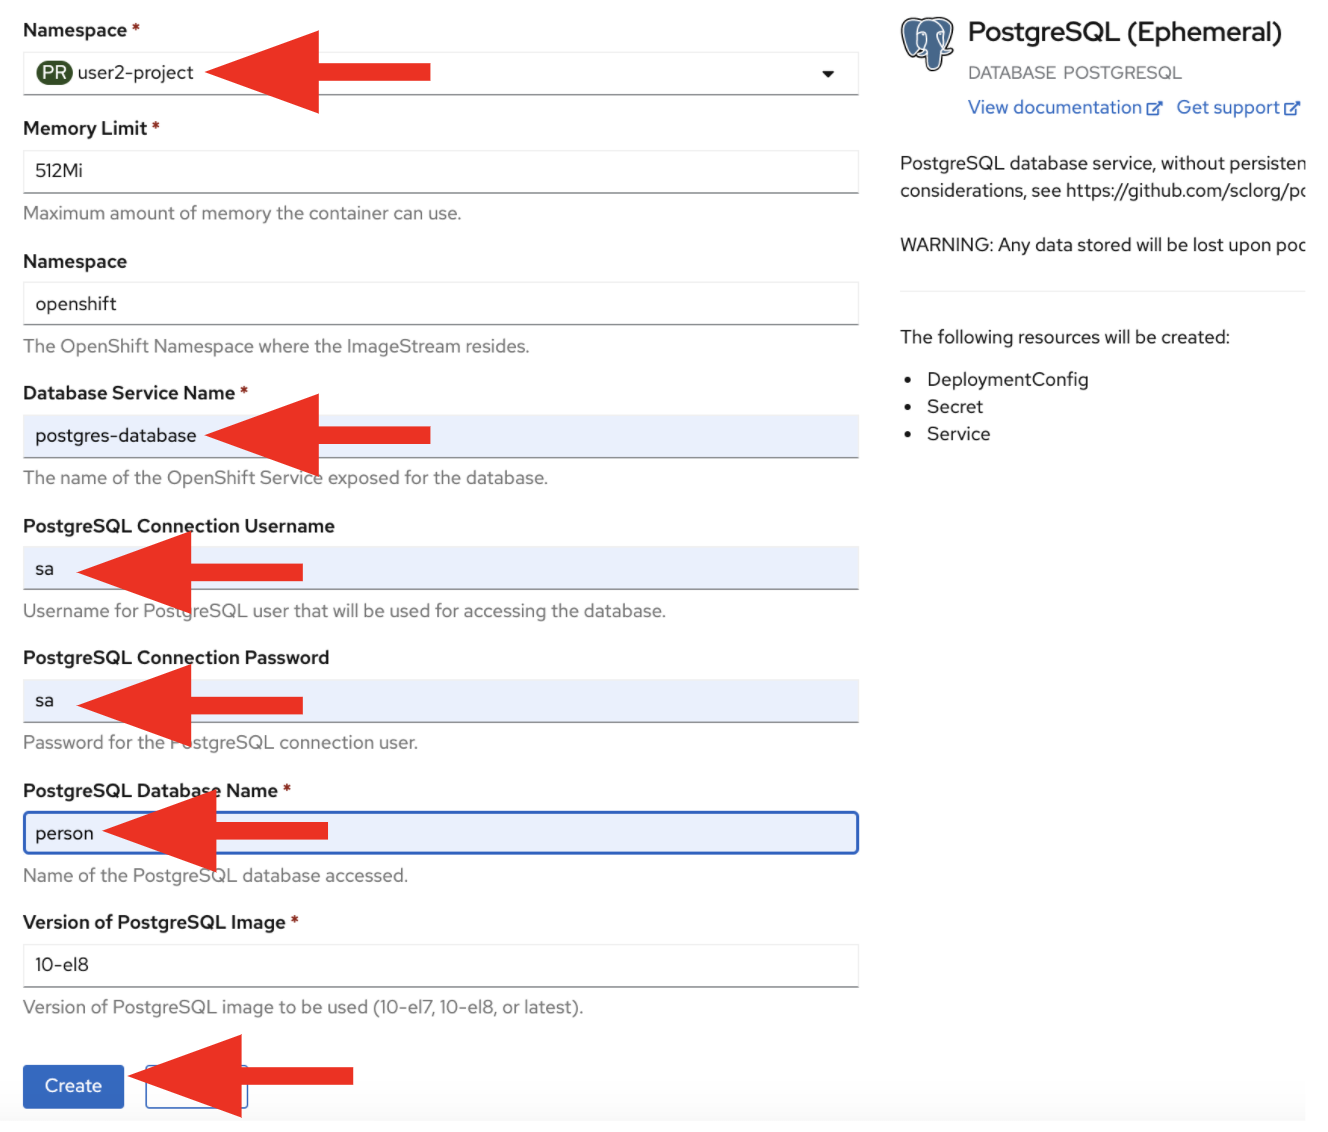 Namespace *
PR user2-project
Memory Limit *
512Mi
Maximum amount of memory the container can use.
Namespace
openshift
The OpenShift Namespace where the ImageStream resides.
Database Service Name *
postgres-database
The name of the OpenShift Service exposed for the database.
PostgreSQL Connection Username
sa
Username for PostgreSQL user that will be used for accessing the database.
PostgreSQL Connection Password
sa
Password for the PostgreSQL connection user.
PostgreSQL Database Name *
person
Name of the PostgreSQL database accessed.
Version of PostgreSQL Image *
10-el8
Version of PostgreSQL image to be used (10-el7, 10-el8, or latest).
Create
PostgreSQL (Ephemeral)
DATABASE POSTGRESQL
View documentation Get support
PostgreSQL database service, without persisten
considerations, see https://github.com/sclorg/po
WARNING: Any data stored will be lost upon poc
The following resources will be created:
• DeploymentConfig
• Secret
• Service